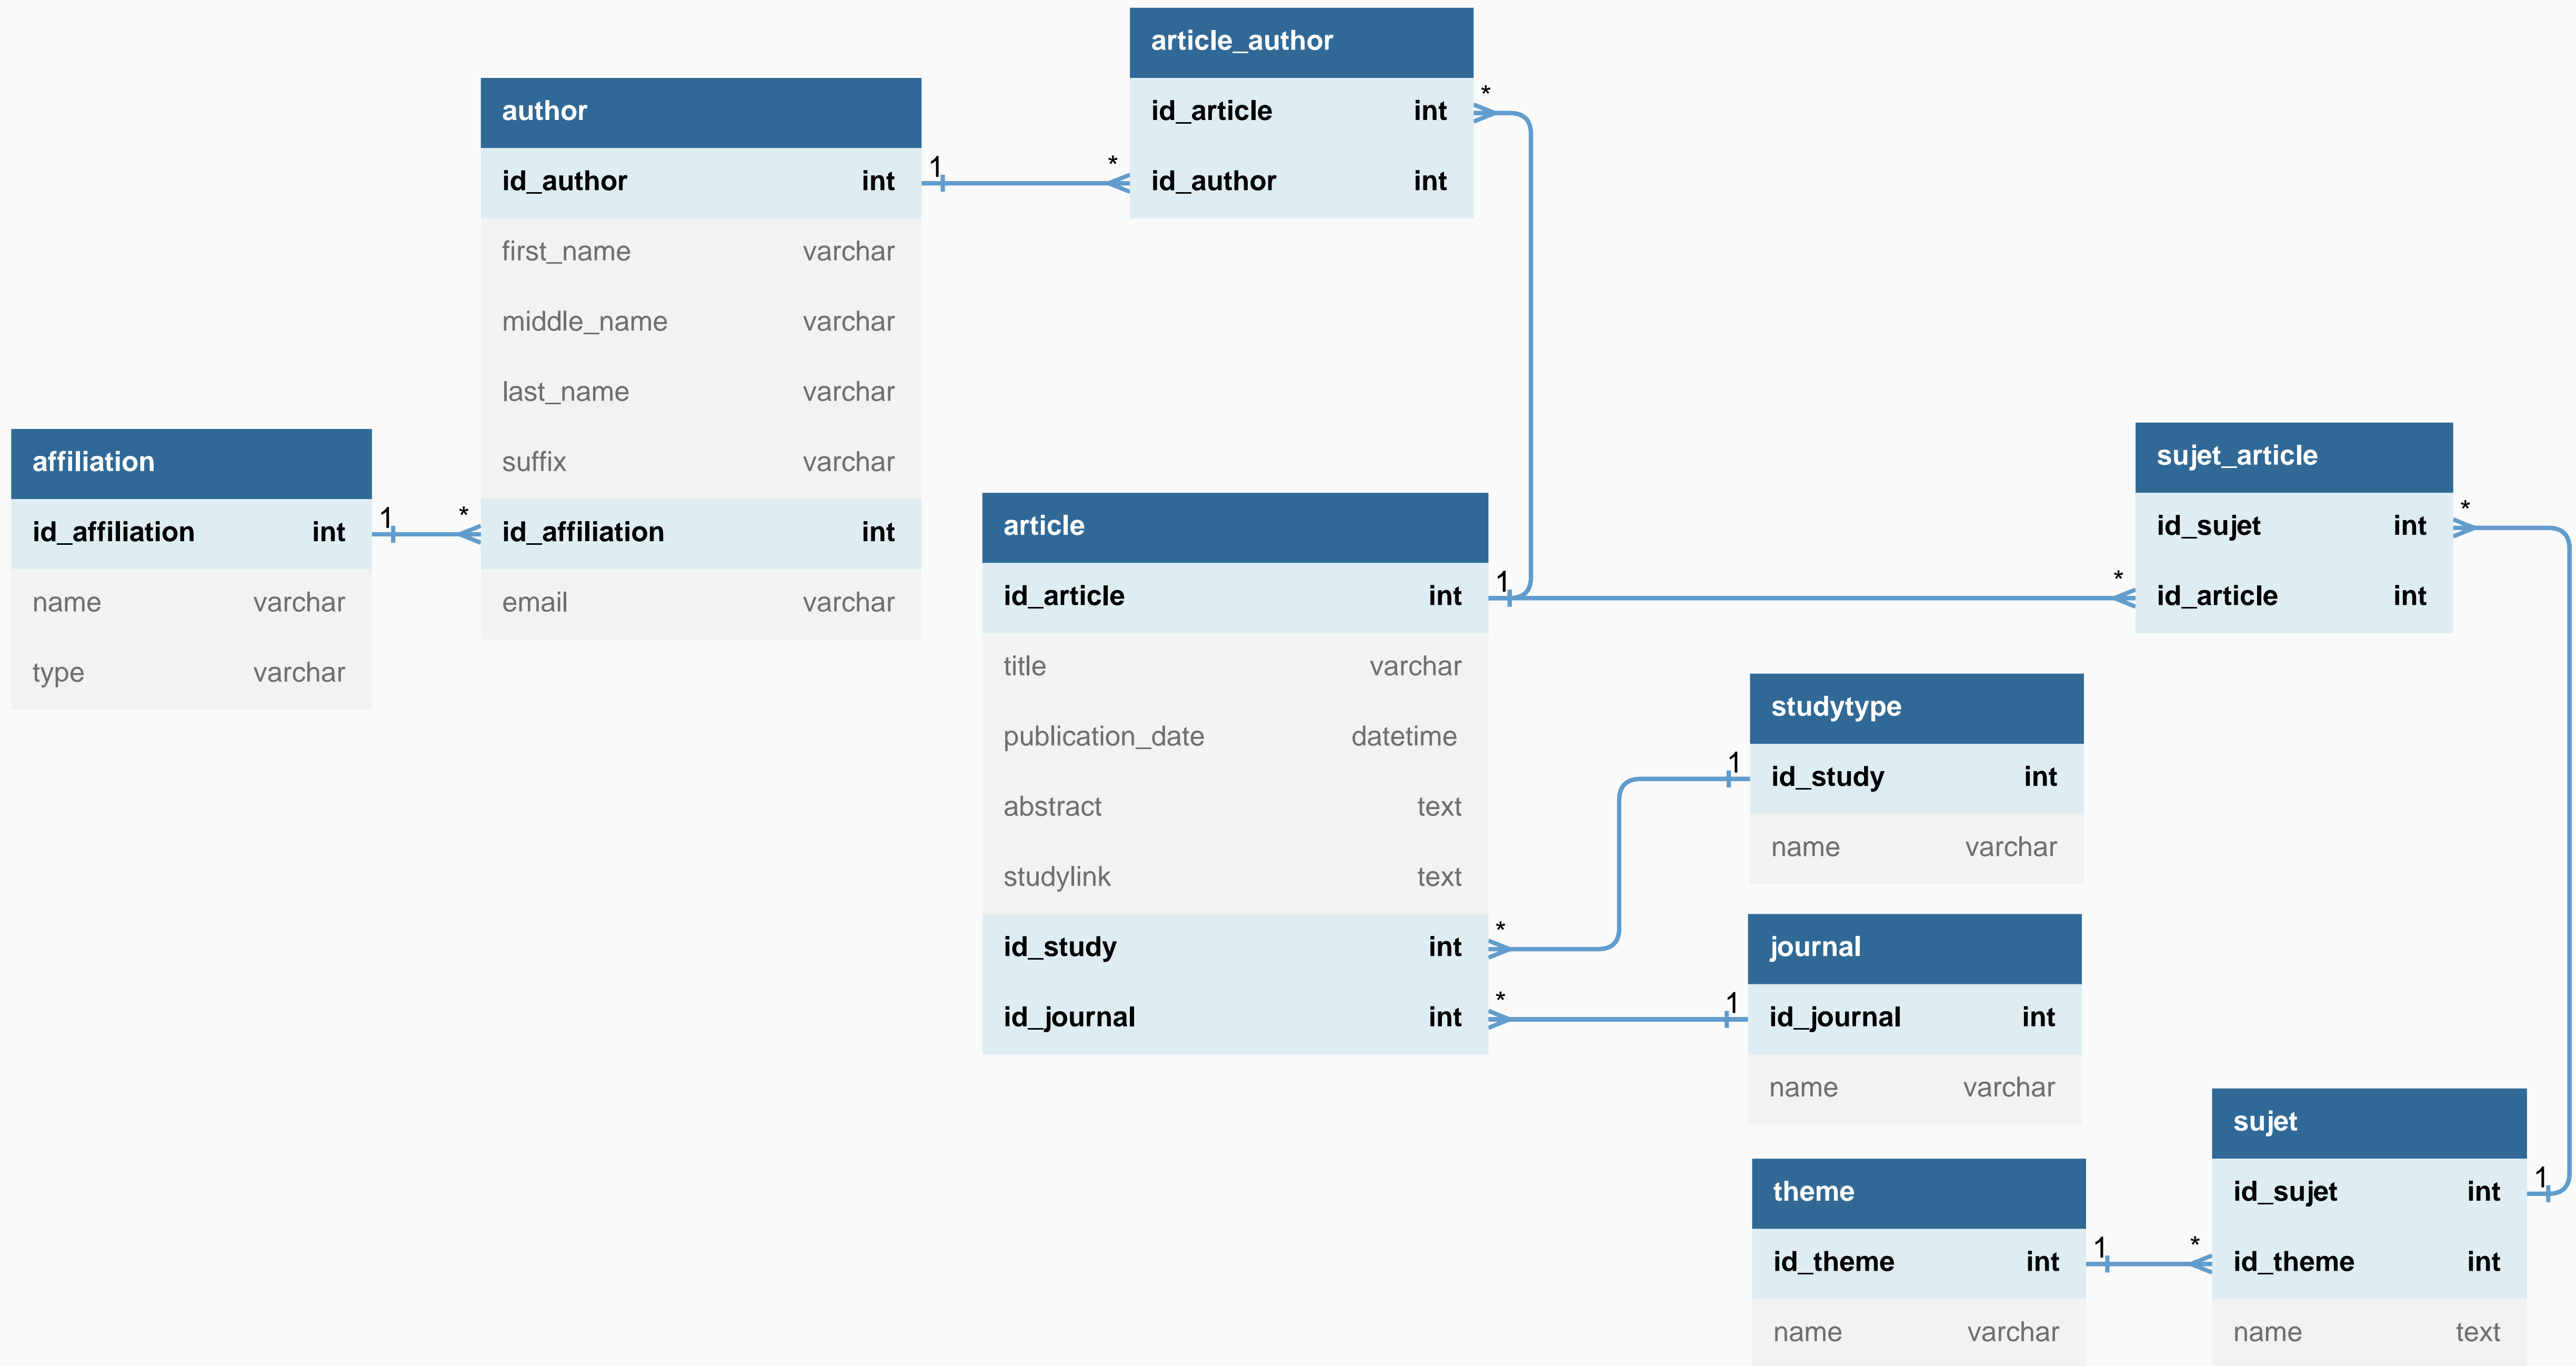 article_author
id_article int
id_author int
author
id_author int
first_name varchar
middle_name varchar
last_name varchar
suffix varchar
id_affiliation int
email varchar
1 *
*
affiliation
id_affiliation int
name varchar
type varchar
1 *
article
id_article int
title varchar
publication_date datetime
abstract text
studylink text
id_study int
id_journal int
1 *
*
*
sujet_article
id_sujet int
id_article int
*
studytype
id_study int
name varchar
1
journal
id_journal int
name varchar
1
theme
id_theme int
name varchar
1 *
sujet
id_sujet int
id_theme int
name text
1